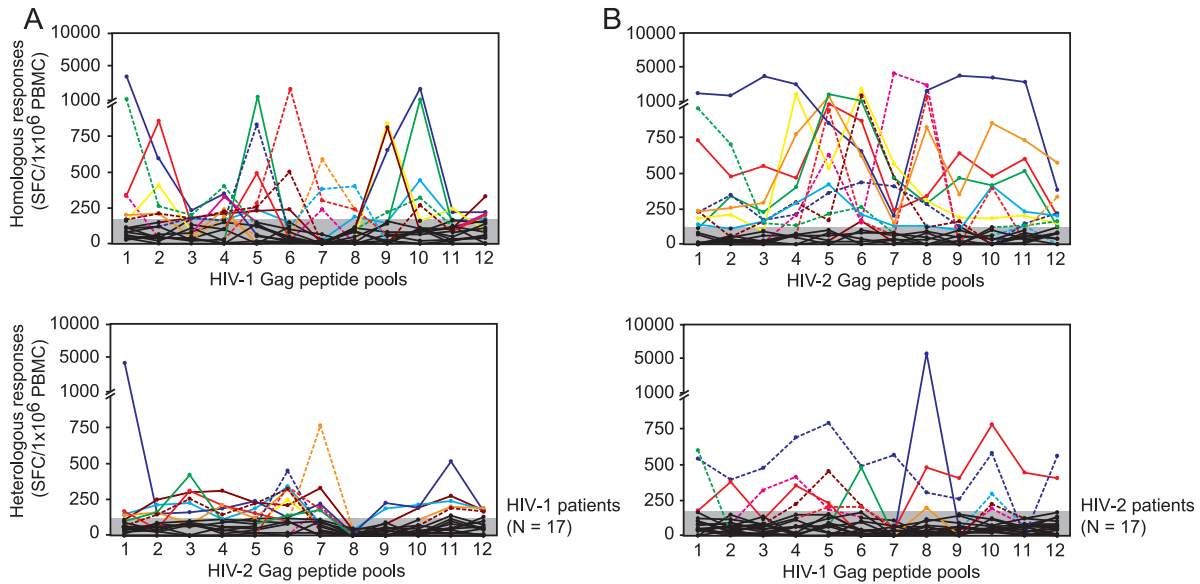 A
Homologous responses
(SFC/1x10⁶ PBMC)
10000
5000
1000
750
500
250
0
1 2 3 4 5 6 7 8 9 10 11 12
HIV-1 Gag peptide pools
B
10000
5000
1000
750
500
250
0
1 2 3 4 5 6 7 8 9 10 11 12
HIV-2 Gag peptide pools
Heterologous responses
(SFC/1x10⁶ PBMC)
10000
5000
1000
750
500
250
0
1 2 3 4 5 6 7 8 9 10 11 12
HIV-2 Gag peptide pools
HIV-1 patients
(N = 17)
10000
5000
1000
750
500
250
0
1 2 3 4 5 6 7 8 9 10 11 12
HIV-1 Gag peptide pools
HIV-2 patients
(N = 17)